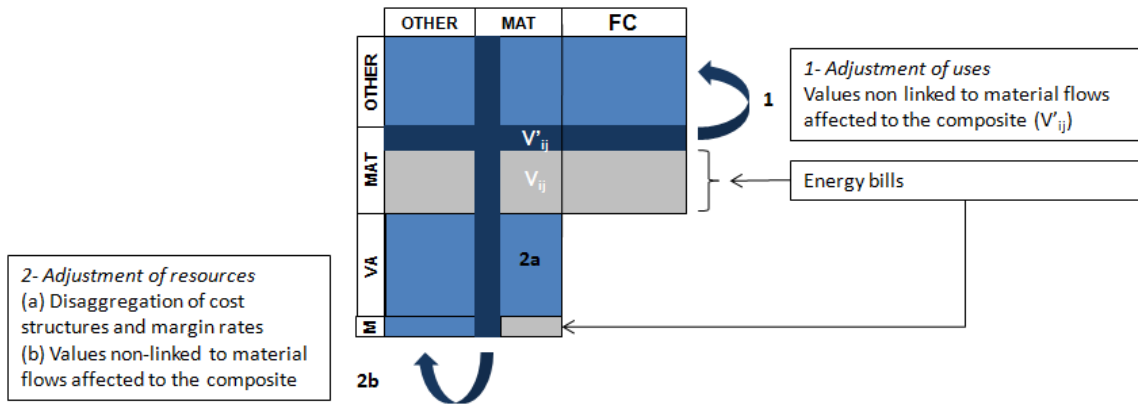 OTHER MAT FC
OTHER
MAT
VA
M
V'ij
Vij
2a
1
1- Adjustment of uses
Values non linked to material flows
affected to the composite (V'ij)
Energy bills
2- Adjustment of resources
(a) Disaggregation of cost
structures and margin rates
(b) Values non-linked to material
flows affected to the composite
2b